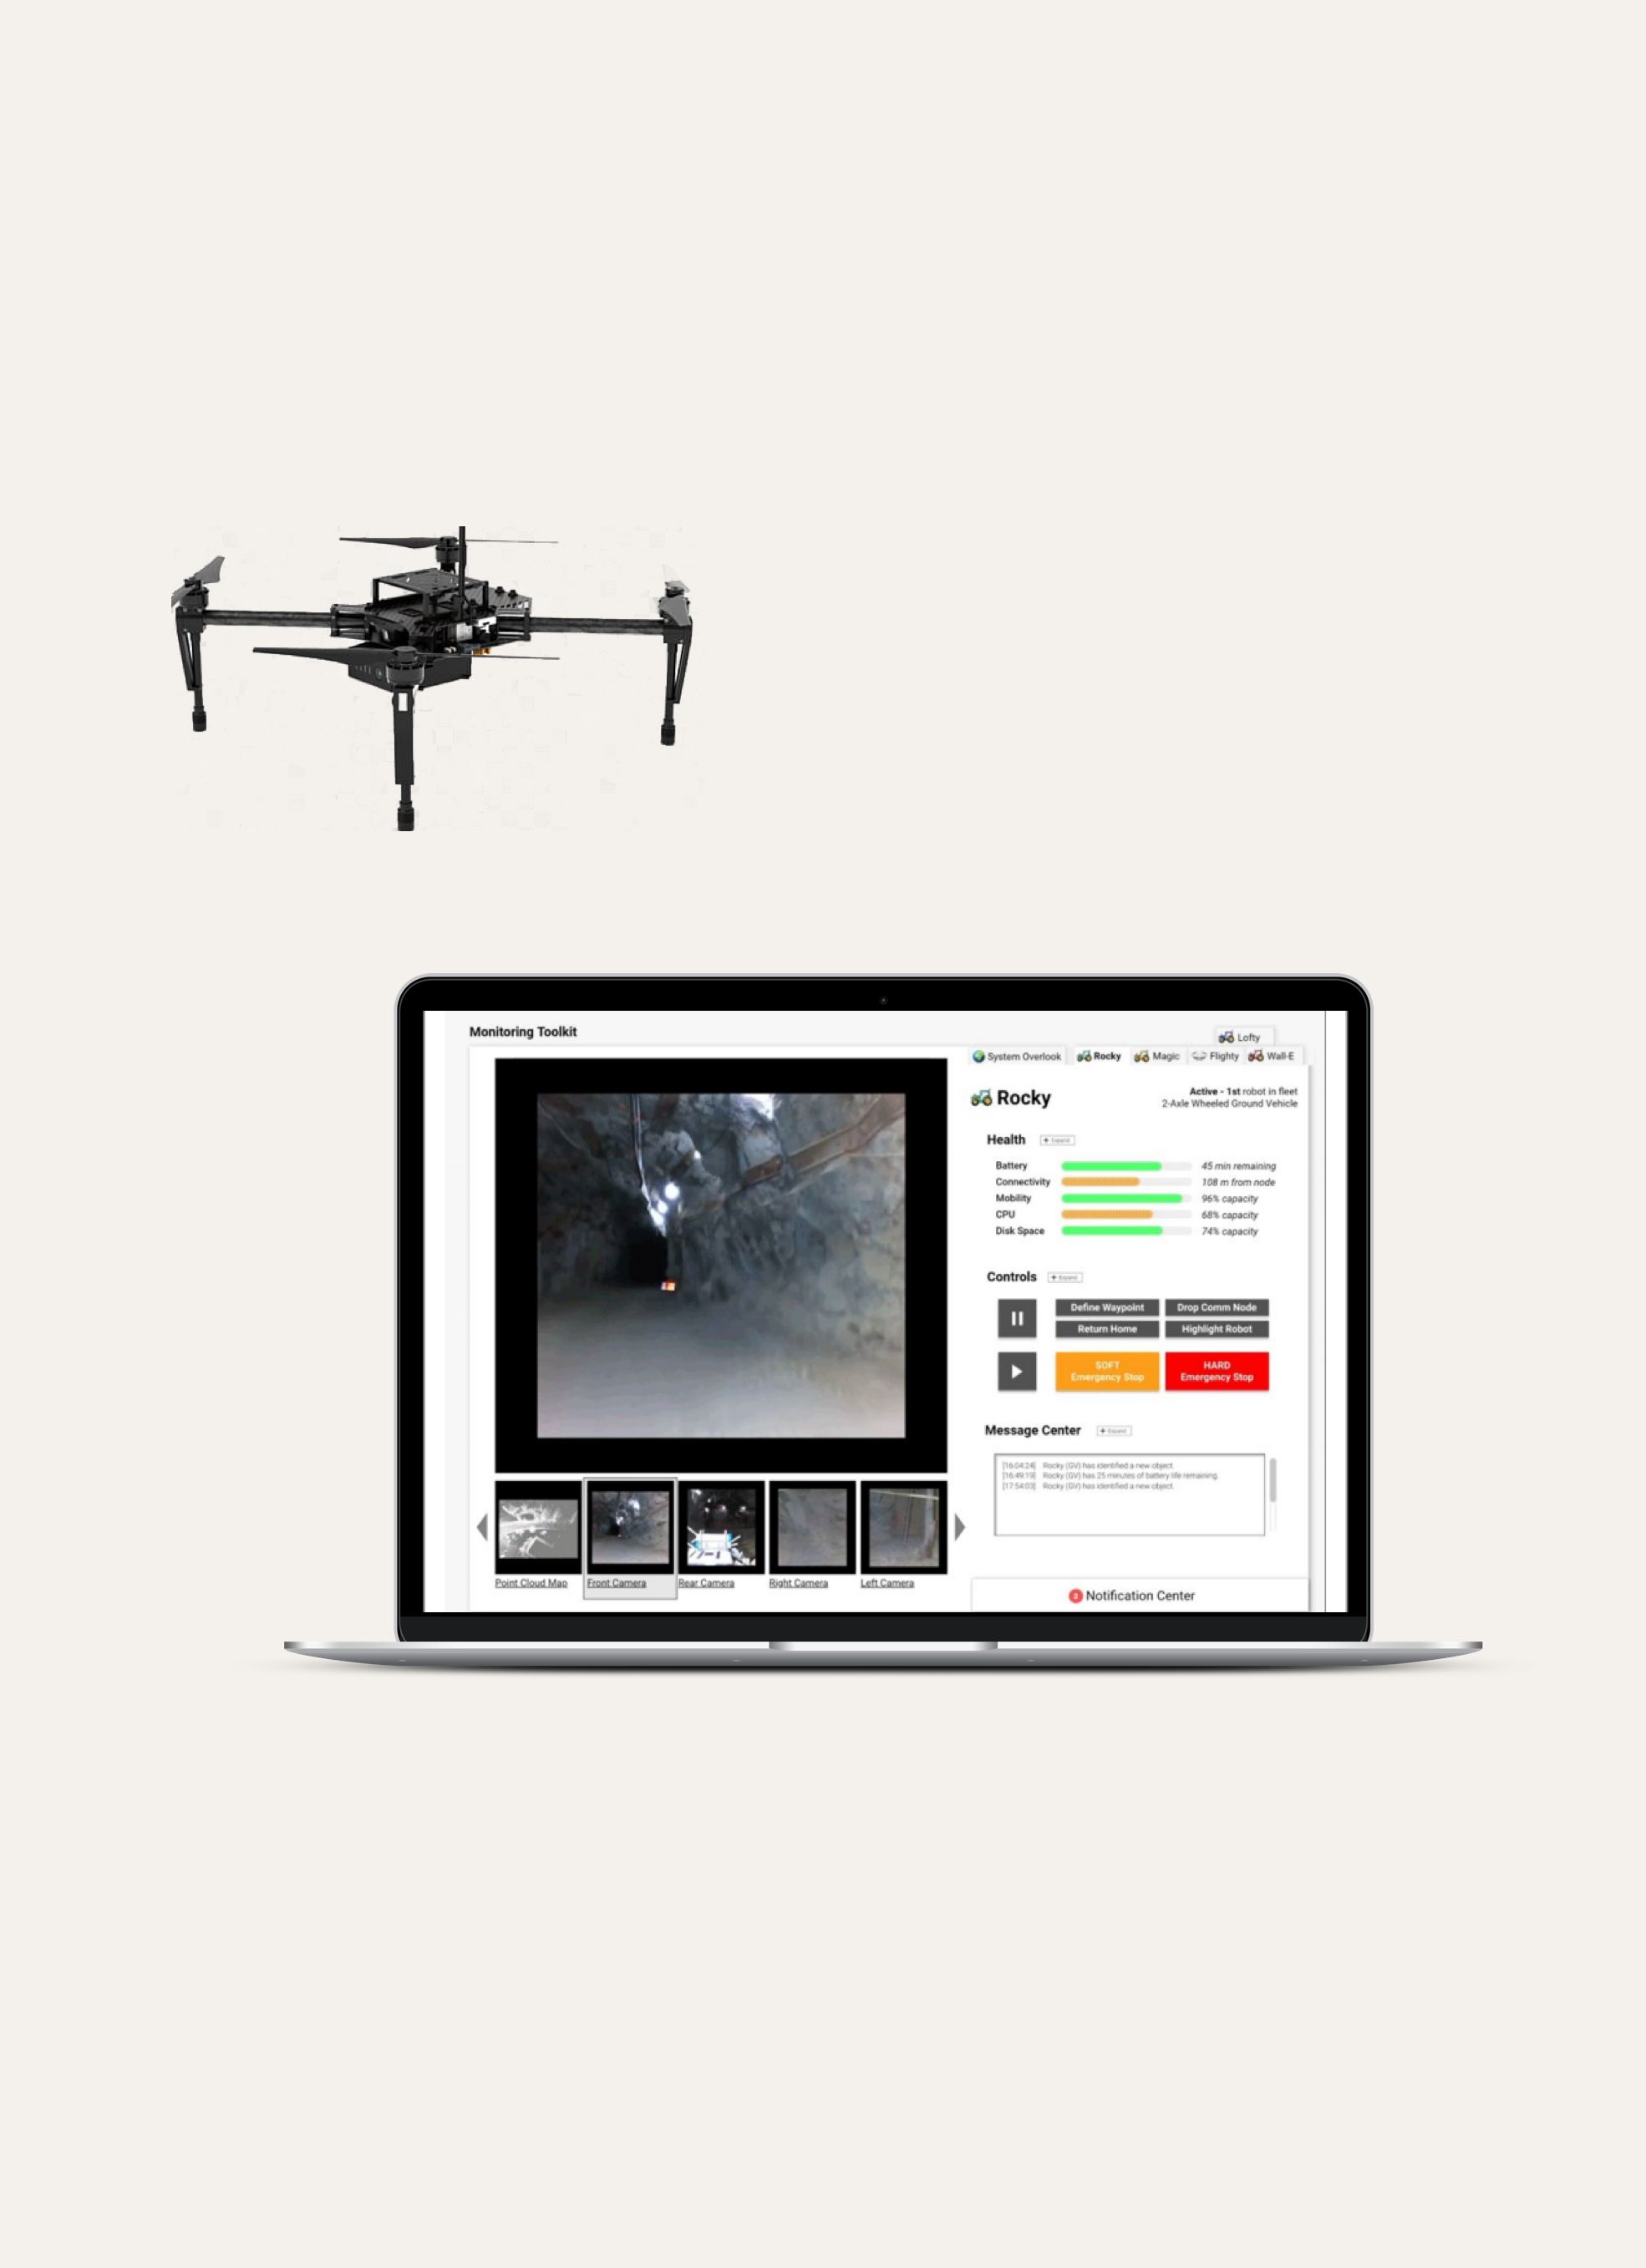 Monitoring Toolkit
Lofty
System Overlook
Rocky
Magic
Flighty
Wall-E
Rocky
Active - 1st robot in fleet
2-Axle Wheeled Ground Vehicle
Health
+ Expand
Battery
45 min remaining
Connectivity
108 m from node
Mobility
96% capacity
CPU
68% capacity
Disk Space
74% capacity
Controls
+ Expand
Define Waypoint
Drop Comm Node
Return Home
Highlight Robot
SOFT
Emergency Stop
HARD
Emergency Stop
Message Center
+ Expand
[16:04:24] Rocky (GV) has identified a new object.
[16:49:19] Rocky (GV) has 25 minutes of battery life remaining.
[17:54:03] Rocky (GV) has identified a new object.
Point Cloud Map
Front Camera
Rear Camera
Right Camera
Left Camera
Notification Center